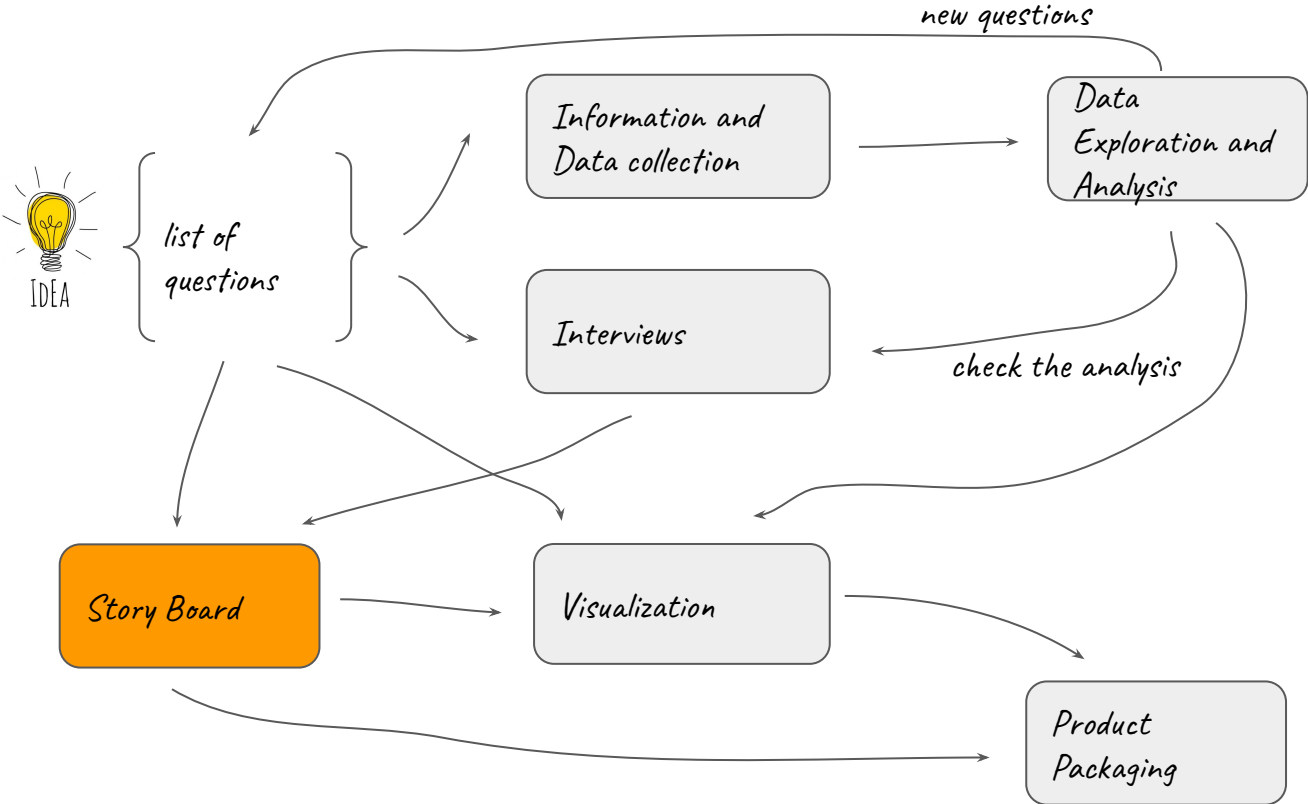 new questions
Information and
Data collection
Data
Exploration and
Analysis
list of
questions
IDEA
Interviews
check the analysis
Story Board
Visualization
Product
Packaging